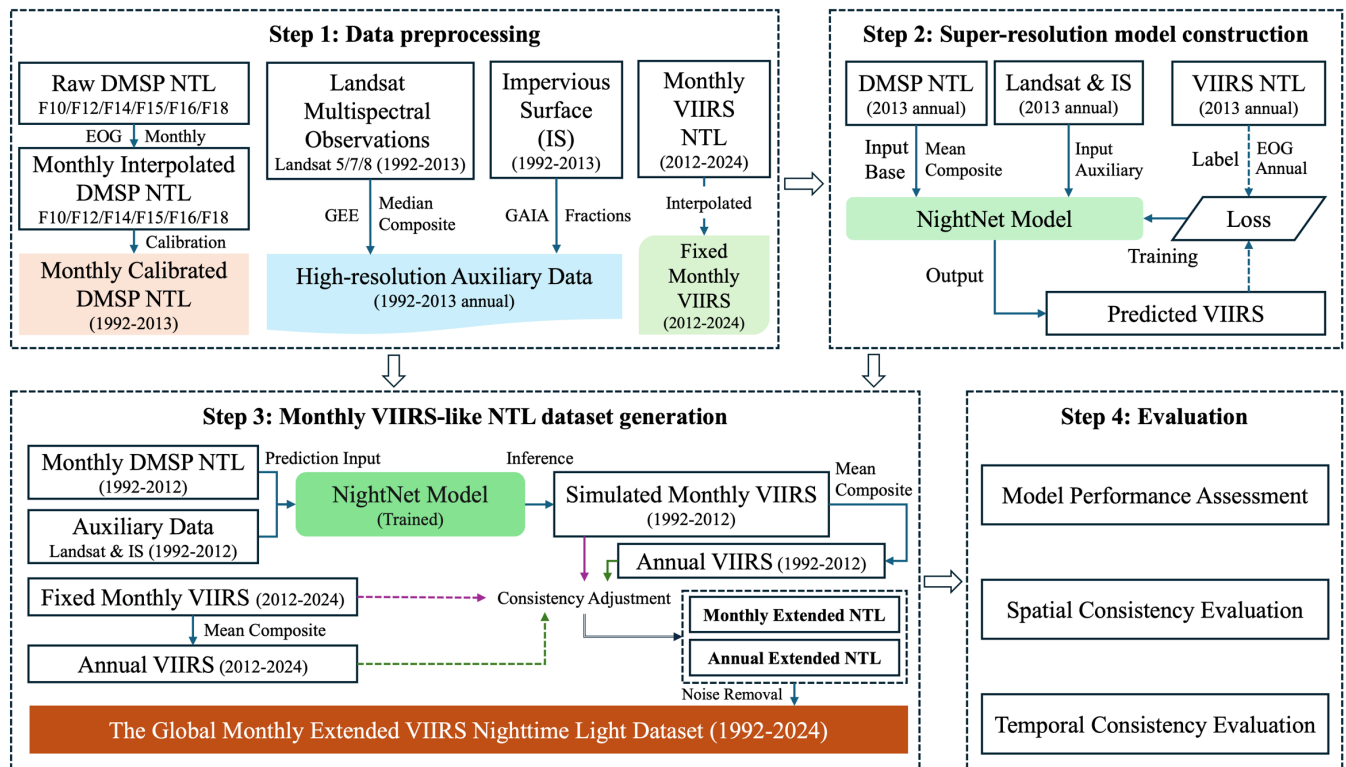 Step 1: Data preprocessing
Raw DMSP NTL
F10/F12/F14/F15/F16/F18
EOG Monthly
Monthly Interpolated
DMSP NTL
F10/F12/F14/F15/F16/F18
Calibration
Monthly Calibrated
DMSP NTL
(1992-2013)
Landsat
Multispectral
Observations
Landsat 5/7/8 (1992-2013)
GEE
Median
Composite
Impervious
Surface
(IS)
(1992-2013)
GAIA Fractions
High-resolution Auxiliary Data
(1992-2013 annual)
Monthly
VIIRS
NTL
(2012-2024)
Interpolated
Fixed
Monthly
VIIRS
(2012-2024)
Step 2: Super-resolution model construction
DMSP NTL
(2013 annual)
Landsat & IS
(2013 annual)
VIIRS NTL
(2013 annual)
Input
Base
Mean
Composite
Input
Auxiliary
Label
EOG
Annual
NightNet Model
Loss
Training
Output
Predicted VIIRS
Step 3: Monthly VIIRS-like NTL dataset generation
Monthly DMSP NTL
(1992-2012)
Auxiliary Data
Landsat & IS (1992-2012)
Prediction Input
NightNet Model
(Trained)
Inference
Simulated Monthly VIIRS
(1992-2012)
Mean
Composite
Annual VIIRS (1992-2012)
Fixed Monthly VIIRS (2012-2024)
Mean Composite
Annual VIIRS (2012-2024)
Consistency Adjustment
Monthly Extended NTL
Annual Extended NTL
Noise Removal
The Global Monthly Extended VIIRS Nighttime Light Dataset (1992-2024)
Step 4: Evaluation
Model Performance Assessment
Spatial Consistency Evaluation
Temporal Consistency Evaluation